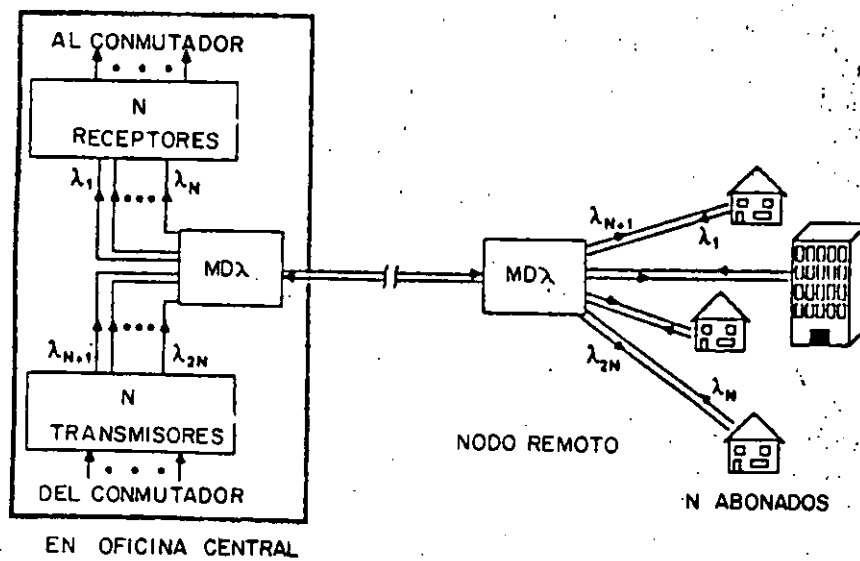 AL CONMUTADOR
N
RECEPTORES
λ1
λN
MDλ
λN+1
λ2N
N
TRANSMISORES
DEL CONMUTADOR
EN OFICINA CENTRAL
MDλ
NODO REMOTO
λN+1
λ1
λ2N
λN
N ABONADOS